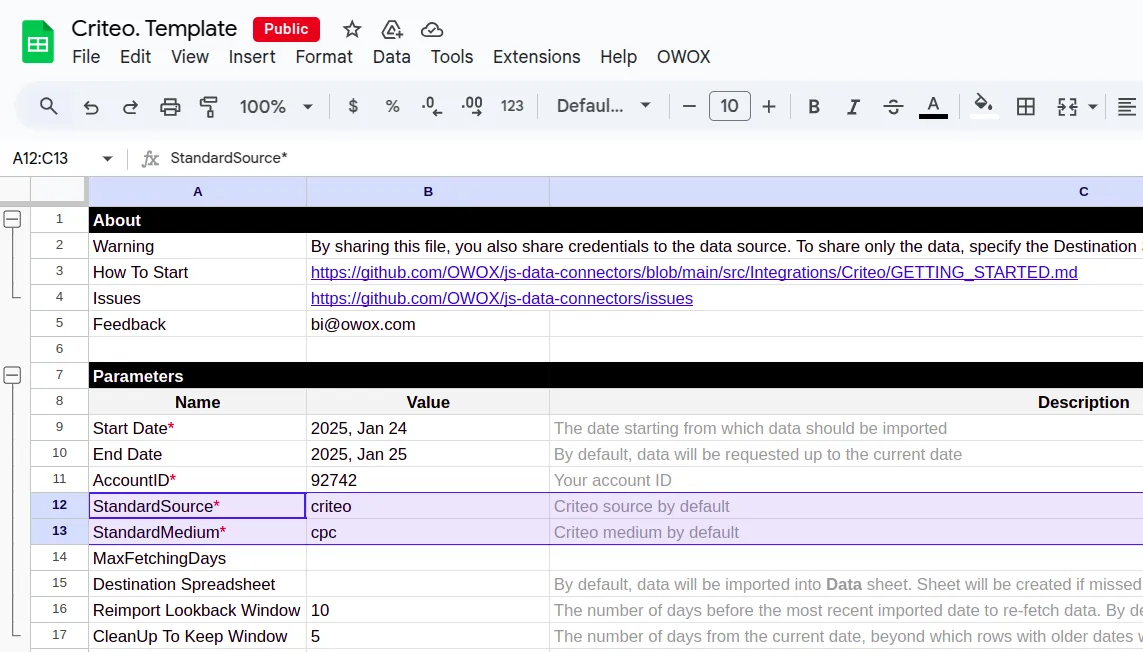 Criteo. Template Public
File Edit View Insert Format Data Tools Extensions Help OWOX
100% $ % .0 .00 123 Defaul... 10 B I A
A12:C13 fx StandardSource*
A B C
1 About
2 Warning By sharing this file, you also share credentials to the data source. To share only the data, specify the Destination
3 How To Start https://github.com/OWOX/js-data-connectors/blob/main/src/Integrations/Criteo/GETTING_STARTED.md
4 Issues https://github.com/OWOX/js-data-connectors/issues
5 Feedback bi@owox.com
6
7 Parameters
8 Name Value Description
9 Start Date* 2025, Jan 24 The date starting from which data should be imported
10 End Date 2025, Jan 25 By default, data will be requested up to the current date
11 AccountID* 92742 Your account ID
12 StandardSource* criteo Criteo source by default
13 StandardMedium* cpc Criteo medium by default
14 MaxFetchingDays
15 Destination Spreadsheet By default, data will be imported into Data sheet. Sheet will be created if missed
16 Reimport Lookback Window 10 The number of days before the most recent imported date to re-fetch data. By
17 CleanUp To Keep Window 5 The number of days from the current date, beyond which rows with older dates